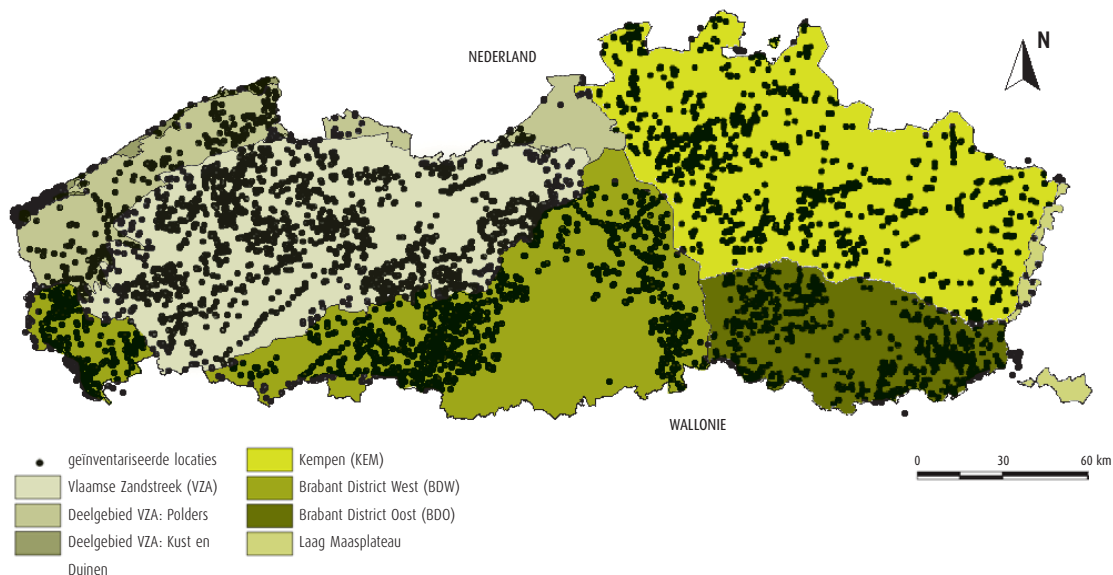 NEDERLAND
N
WALLONIE
geïnventariseerde locaties
Vlaamse Zandstreek (VZA)
Deelgebied VZA: Polders
Deelgebied VZA: Kust en
Duinen
Kempen (KEM)
Brabant District West (BDW)
Brabant District Oost (BDO)
Laag Maasplateau
0 30 60 km